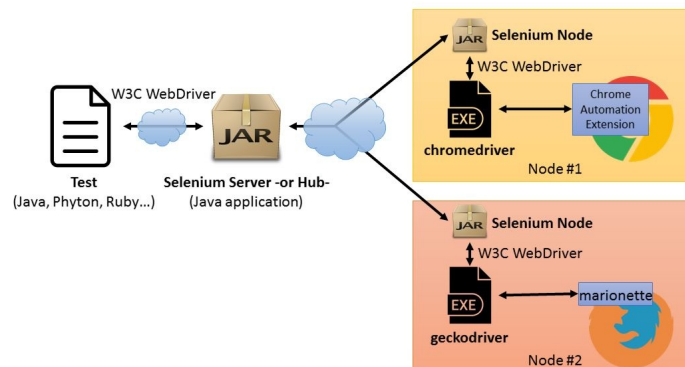 W3C WebDriver
JAR
Test
(Java, Phyton, Ruby...)
Selenium Server -or Hub-
(Java application)
JAR
Selenium Node
W3C WebDriver
EXE
chromedriver
Chrome
Automation
Extension
Node #1
JAR
Selenium Node
W3C WebDriver
EXE
geckodriver
marionette
Node #2